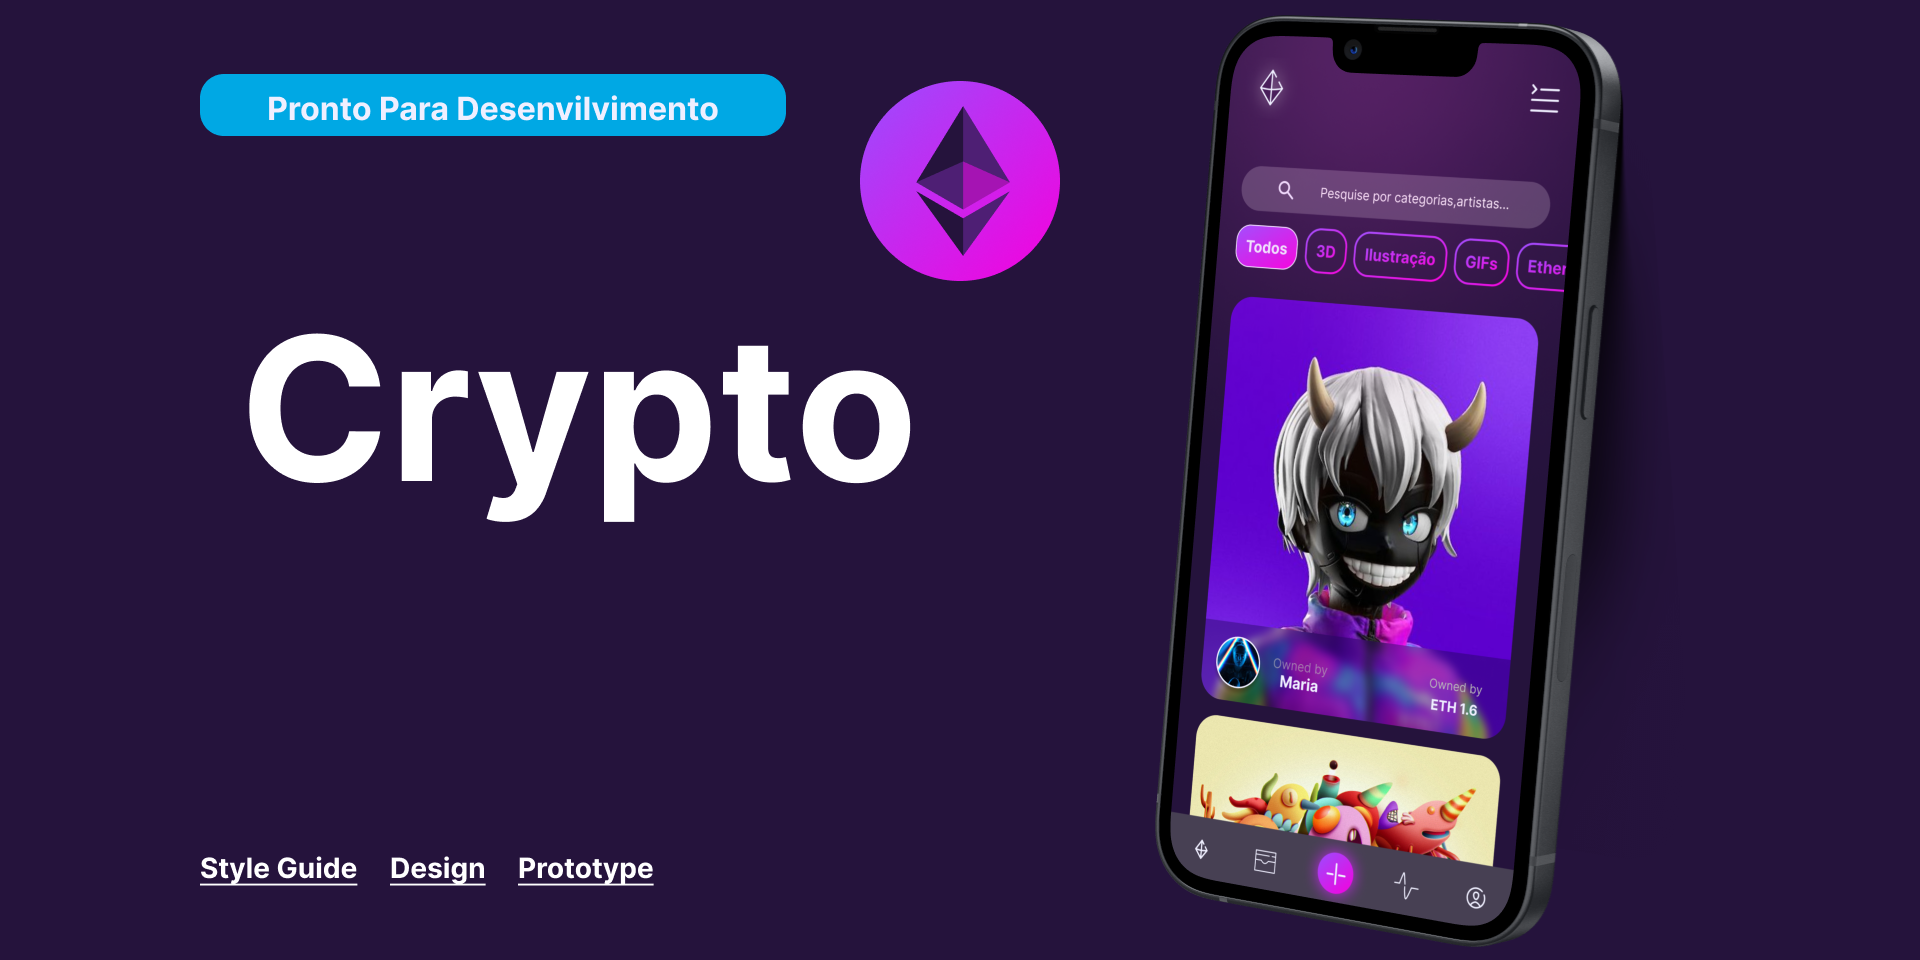 Pronto Para Desenvilvimento
Crypto
Style Guide Design Prototype
Pesquise por categorias,artistas...
Todos 3D Ilustração GIFs Ether
Owned by
Maria
Owned by
ETH 1.6